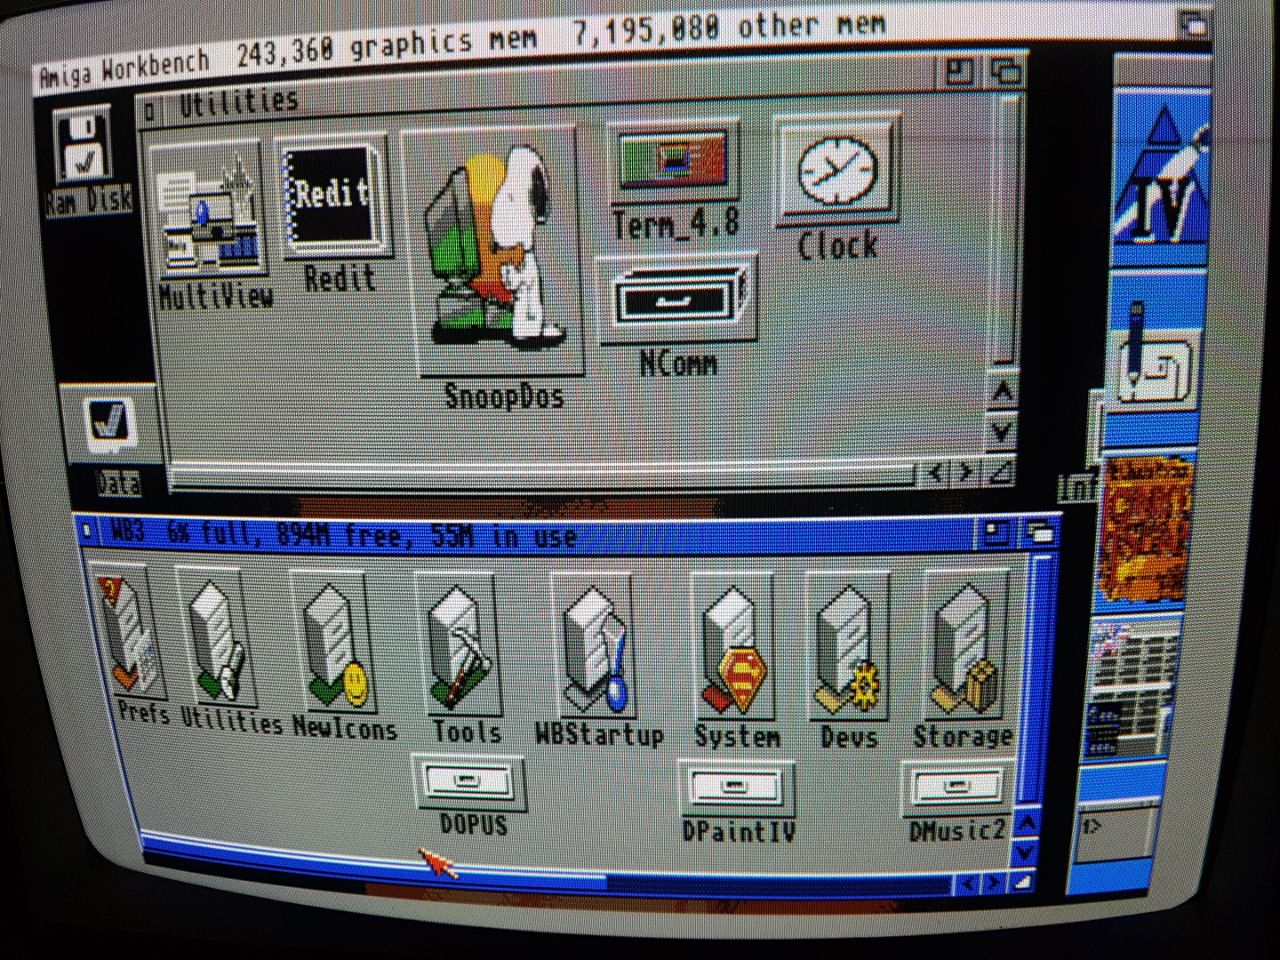 Amiga Workbench 243,360 graphics mem 7,195,080 other mem
Utilities
Ram Disk
Redit
MultiView
Redit
SnoopDos
Term_4.8
NComm
Clock
IV
Data
WB3 6% full, 894M free, 55M in use
Prefs
Utilities
NewIcons
Tools
WBStartup
System
Devs
Storage
DOPUS
DPaintIV
DMusic2
1>